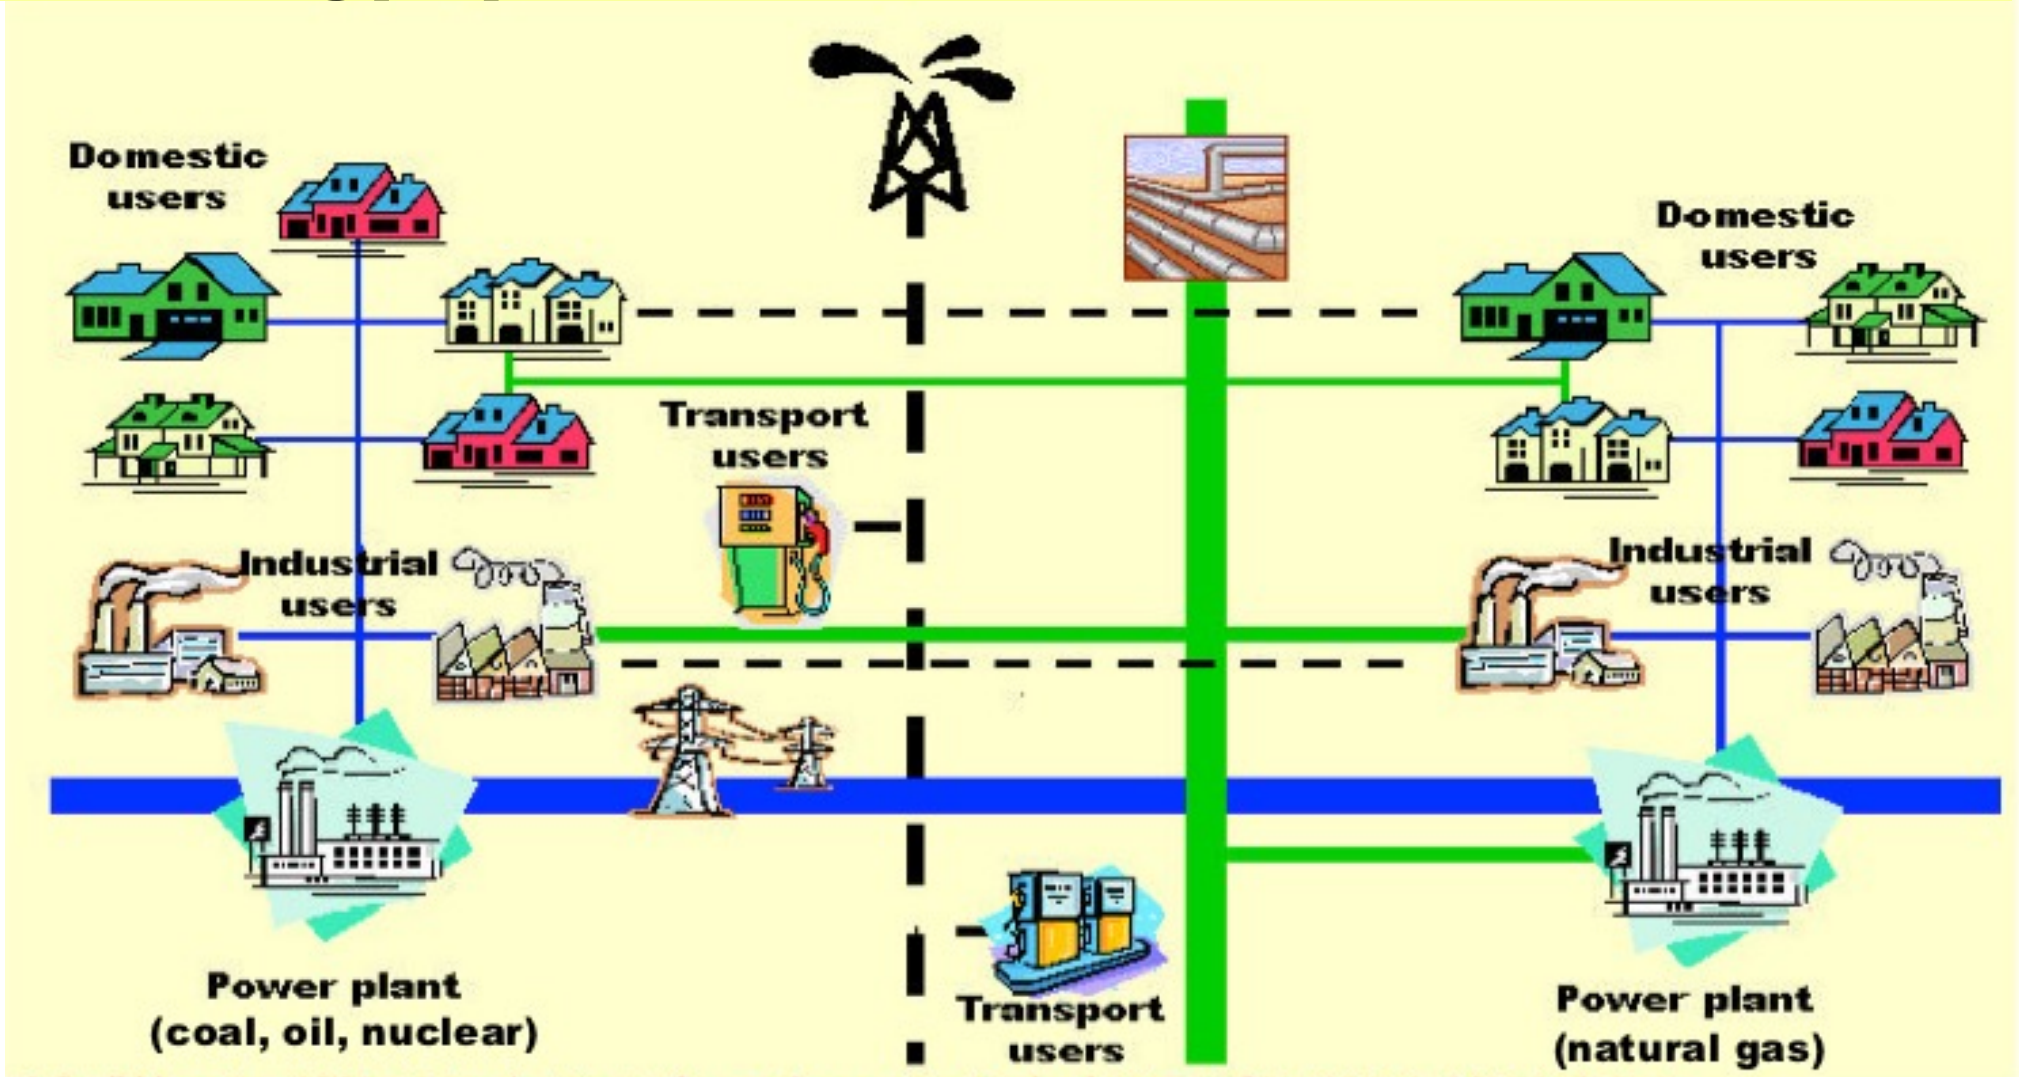 Domestic
users
Domestic
users
Transport
users
Industrial
users
Industrial
users
Power plant
(coal, oil, nuclear)
Transport
users
Power plant
(natural gas)